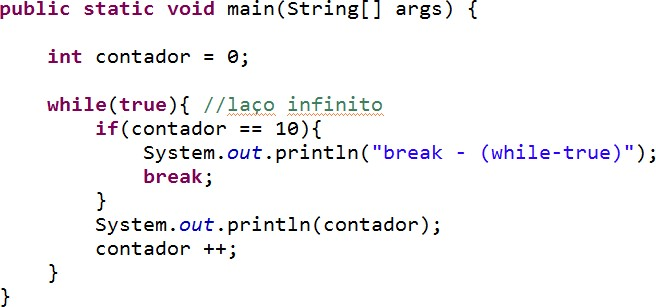 public static void main(String[] args) {
int contador = 0;
while(true){ //laço infinito
if(contador == 10){
System.out.println("break - (while-true)");
break;
}
System.out.println(contador);
contador ++;
}
}